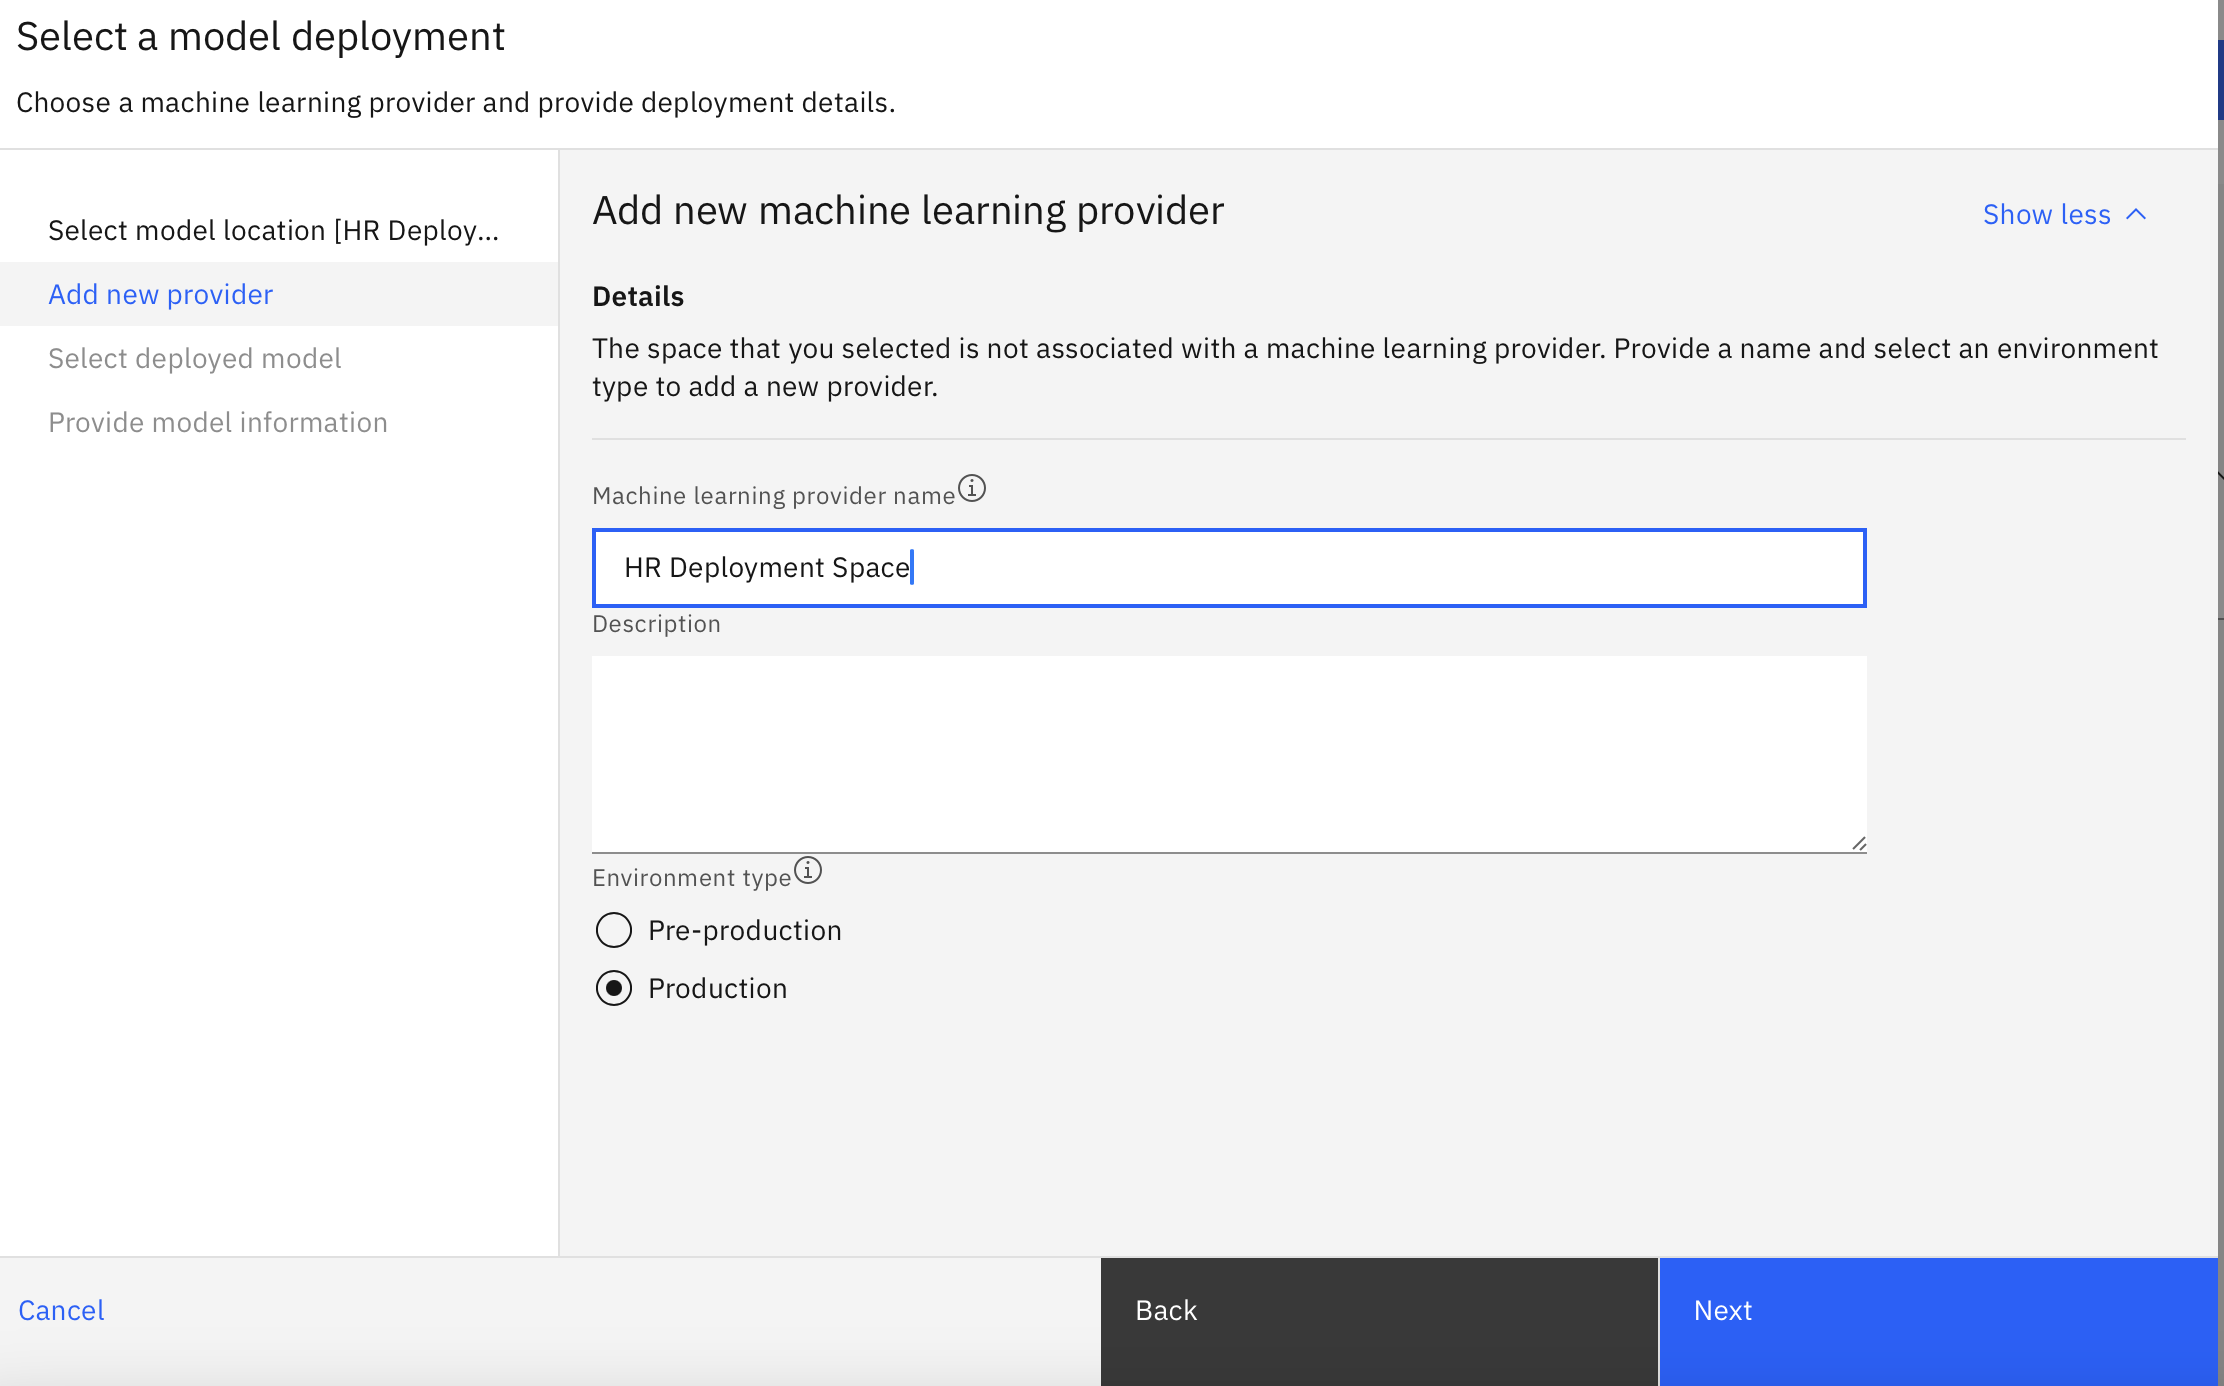 Select a model deployment
Choose a machine learning provider and provide deployment details.
Select model location [HR Deploy...
Add new provider
Select deployed model
Provide model information
Add new machine learning provider
Show less
Details
The space that you selected is not associated with a machine learning provider. Provide a name and select an environment
type to add a new provider.
Machine learning provider name
HR Deployment Space
Description
Environment type
Pre-production
Production
Cancel
Back
Next